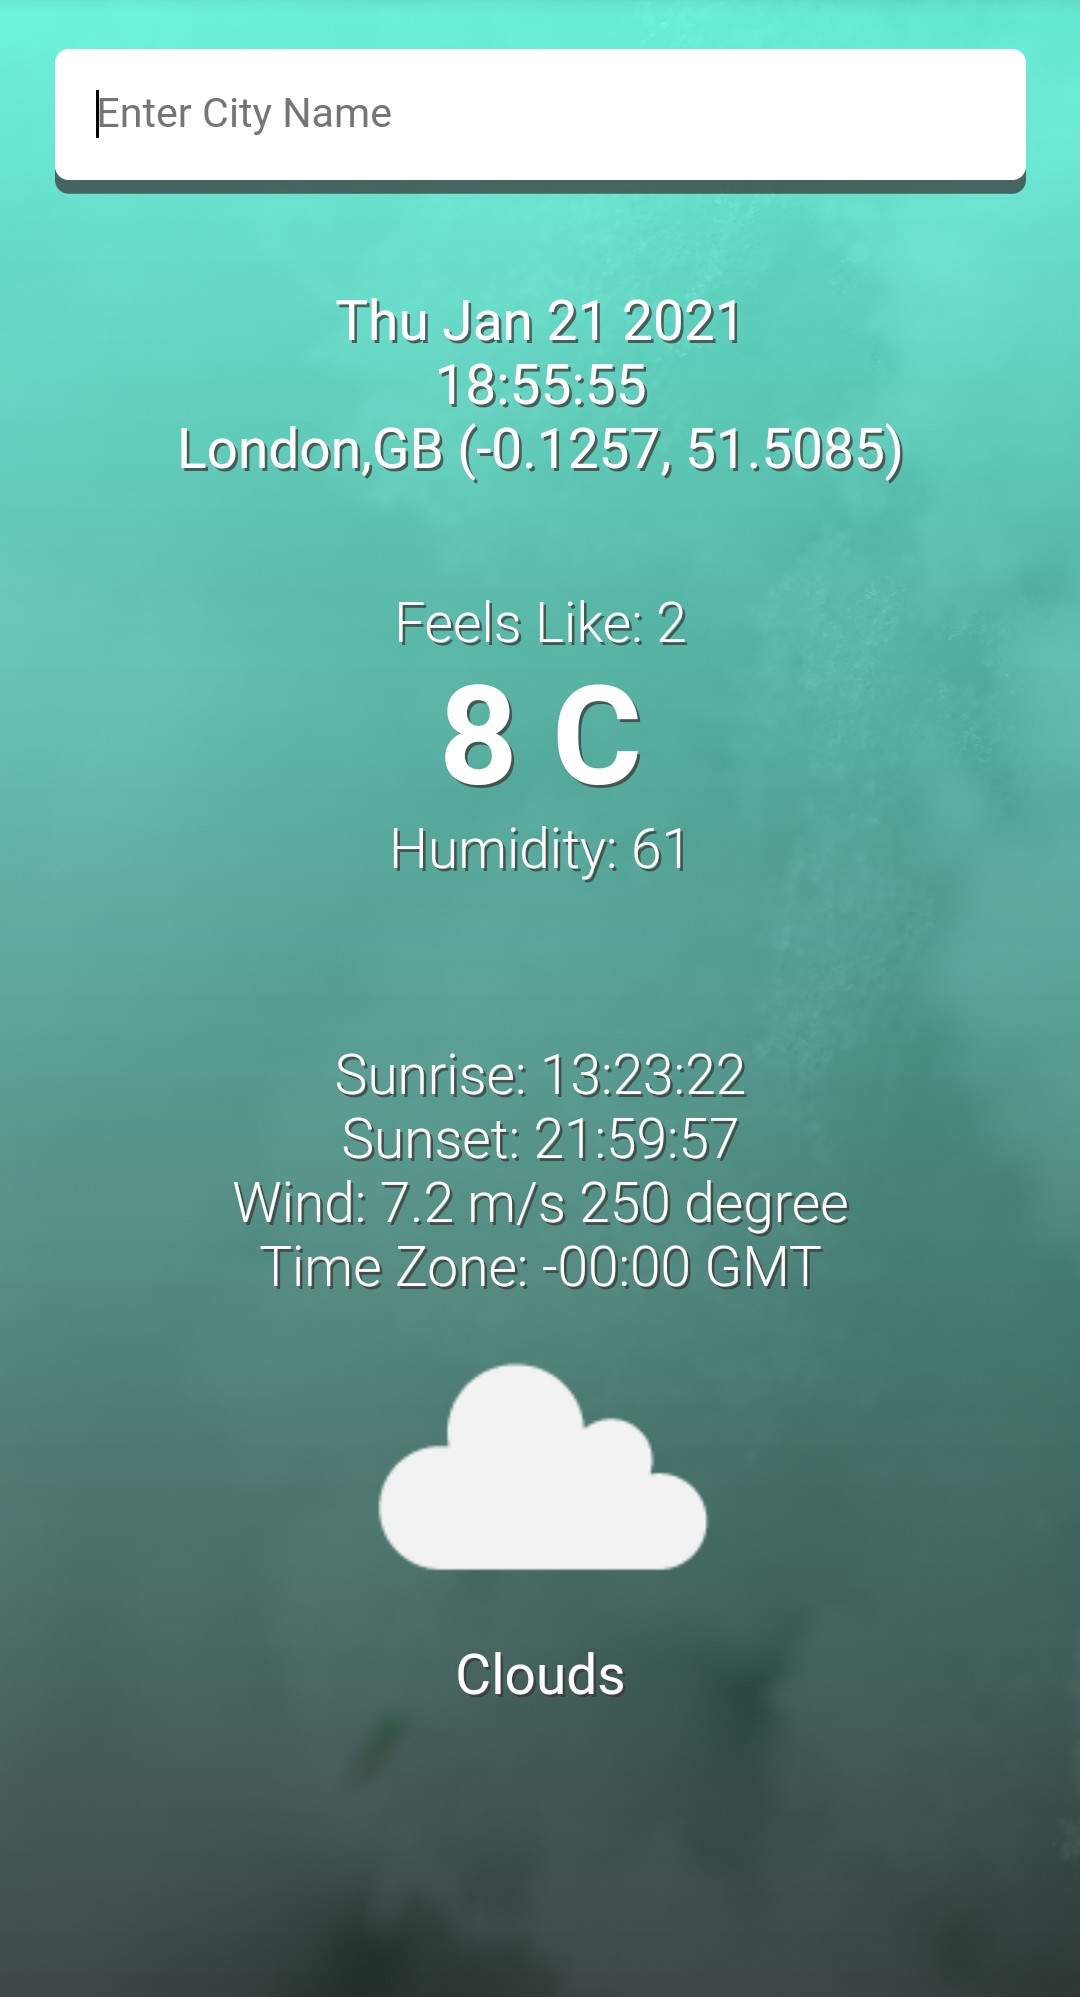 Enter City Name
Thu Jan 21 2021
18:55:55
London,GB (-0.1257, 51.5085)
Feels Like: 2
8 C
Humidity: 61
Sunrise: 13:23:22
Sunset: 21:59:57
Wind: 7.2 m/s 250 degree
Time Zone: -00:00 GMT
Clouds